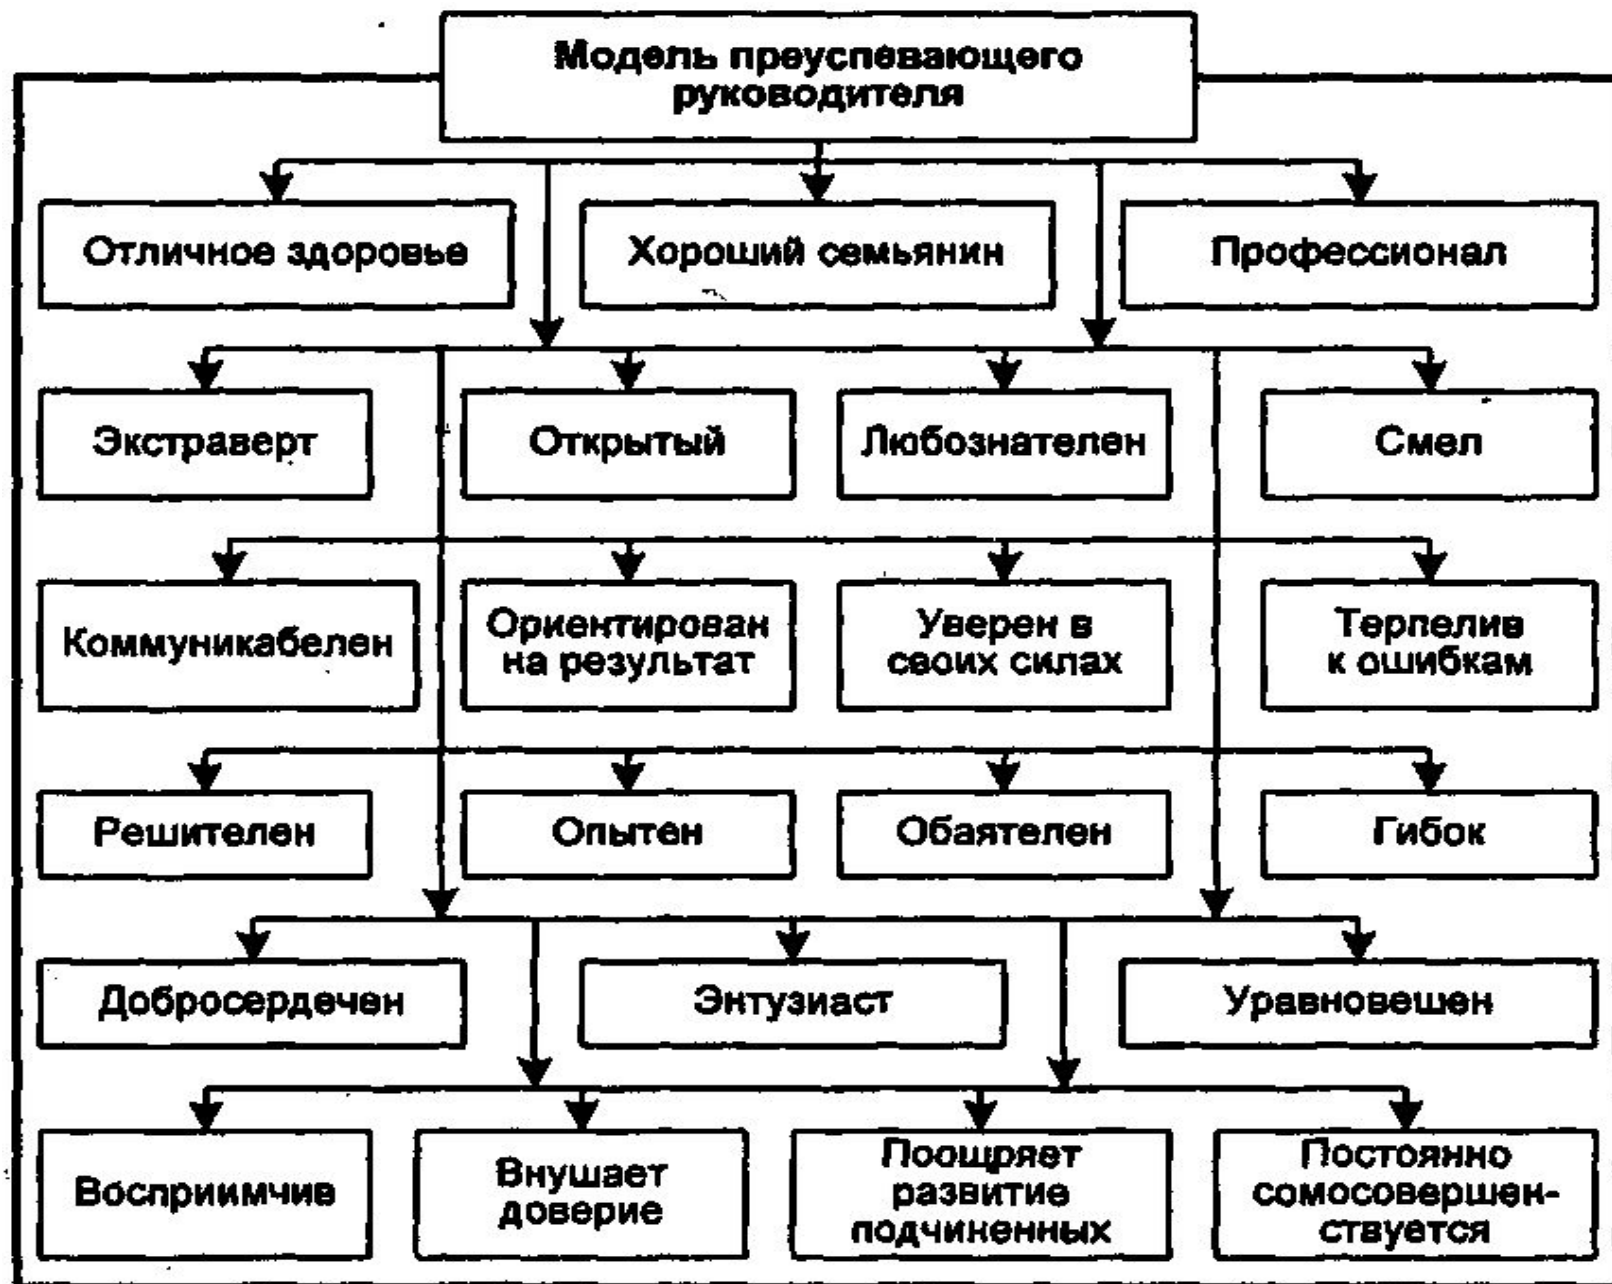 Модель преуспевающего
руководителя
Отличное здоровье
Хороший семьянин
Профессионал
Экстраверт
Открытый
Любознателен
Смел
Коммуникабелен
Ориентирован
на результат
Уверен в
своих силах
Терпелив
к ошибкам
Решителен
Опытен
Обаятелен
Гибок
Добросердечен
Энтузиаст
Уравновешен
Восприимчив
Внушает
доверие
Поощряет
развитие
подчиненных
Постоянно
сомосовершен-
ствуется